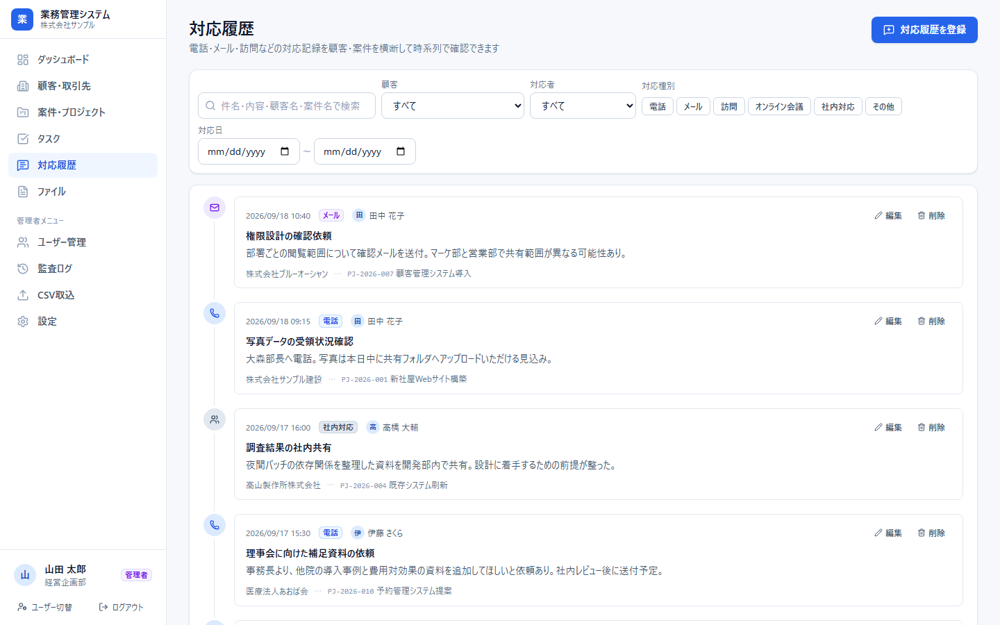 業 業務管理システム
株式会社サンプル
ダッシュボード
顧客・取引先
案件・プロジェクト
タスク
対応履歴
ファイル
管理者メニュー
ユーザー管理
監査ログ
CSV取込
設定
山 山田 太郎 管理者
経営企画部
ユーザー切替 ログアウト
対応履歴
電話・メール・訪問などの対応記録を顧客・案件を横断して時系列で確認できます
対応履歴を登録
顧客 対応者 対応種別
件名・内容・顧客名・案件名で検索 すべて すべて 電話 メール 訪問 オンライン会議 社内対応 その他
対応日
mm/dd/yyyy ～ mm/dd/yyyy
2026/09/18 10:40 メール 田 田中 花子 編集 削除
権限設計の確認依頼
部署ごとの閲覧範囲について確認メールを送付。マーケ部と営業部で共有範囲が異なる可能性あり。
株式会社ブルーオーシャン … PJ-2026-007 顧客管理システム導入
2026/09/18 09:15 電話 田 田中 花子 編集 削除
写真データの受領状況確認
大森部長へ電話。写真は本日中に共有フォルダへアップロードいただける見込み。
株式会社サンプル建設 … PJ-2026-001 新社屋Webサイト構築
2026/09/17 16:00 社内対応 高 高橋 大輔 編集 削除
調査結果の社内共有
夜間バッチの依存関係を整理した資料を開発部内で共有。設計に着手するための前提が整った。
高山製作所株式会社 … PJ-2026-004 既存システム刷新
2026/09/17 15:30 電話 伊 伊藤 さくら 編集 削除
理事会に向けた補足資料の依頼
事務長より、他院の導入事例と費用対効果の資料を追加してほしいと依頼あり。社内レビュー後に送付予定。
医療法人あおば会 … PJ-2026-010 予約管理システム提案